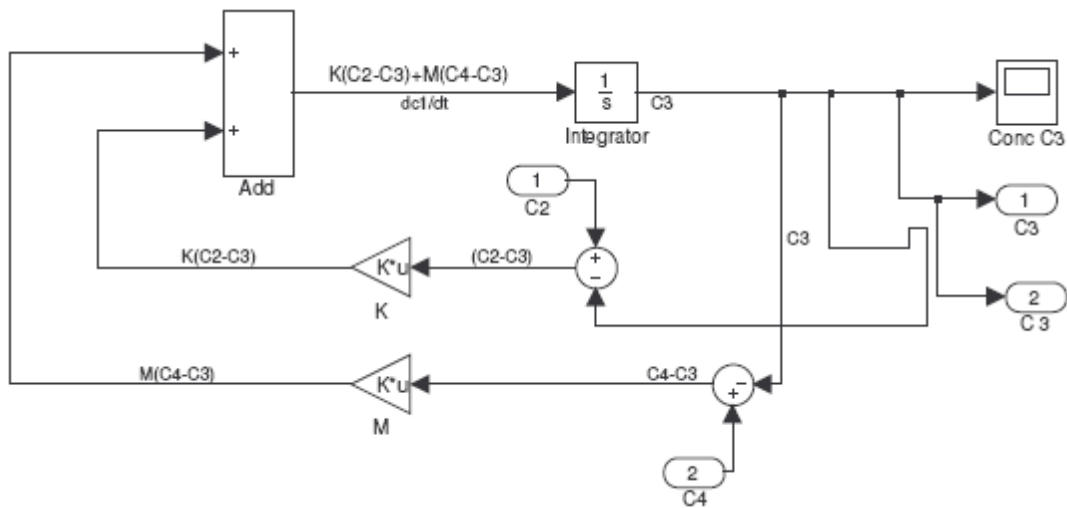 +
K(C2-C3)+M(C4-C3)
dc1/dt
1
s
C3
Integrator
Conc C3
+
Add
1
C2
1
C3
C3
K(C2-C3)
K*u
(C2-C3)
+
−
K
2
C 3
M(C4-C3)
K*u
C4-C3
−
+
M
2
C4